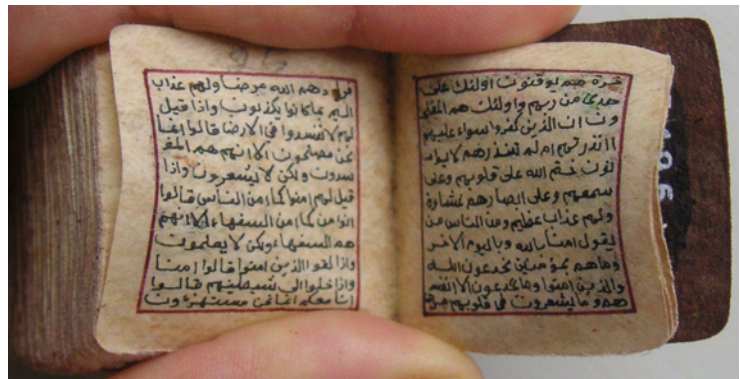 خرة هم يوقنون اولئك على
هدى من ربهم واولئك هم المفلح
ون ان الذين كفروا سواء عليهم
اانذرتهم ام لم تنذرهم لا يؤم
نون ختم الله على قلوبهم وعلى
سمعهم وعلى ابصارهم غشاوة
ولهم عذاب عظيم ومن الناس من
يقول امنا بالله وباليوم الاخر
وما هم بمؤمنين يخدعون الله
والذين امنوا وما يخدعون الا انفس
هم وما يشعرون في قلوبهم مرض
فزادهم الله مرضا ولهم عذاب
اليم بما كانوا يكذبون واذا قيل
لهم لا تفسدوا في الارض قالوا انما
نحن مصلحون الا انهم هم المف
سدون ولكن لا يشعرون واذا
قيل لهم امنوا كما امن الناس قالوا
انؤمن كما امن السفهاء الا انهم
هم السفهاء ولكن لا يعلمون
واذا لقوا الذين امنوا قالوا امنا
واذا خلوا الى شيطينهم قالوا
انا معكم انما نحن مستهزءون